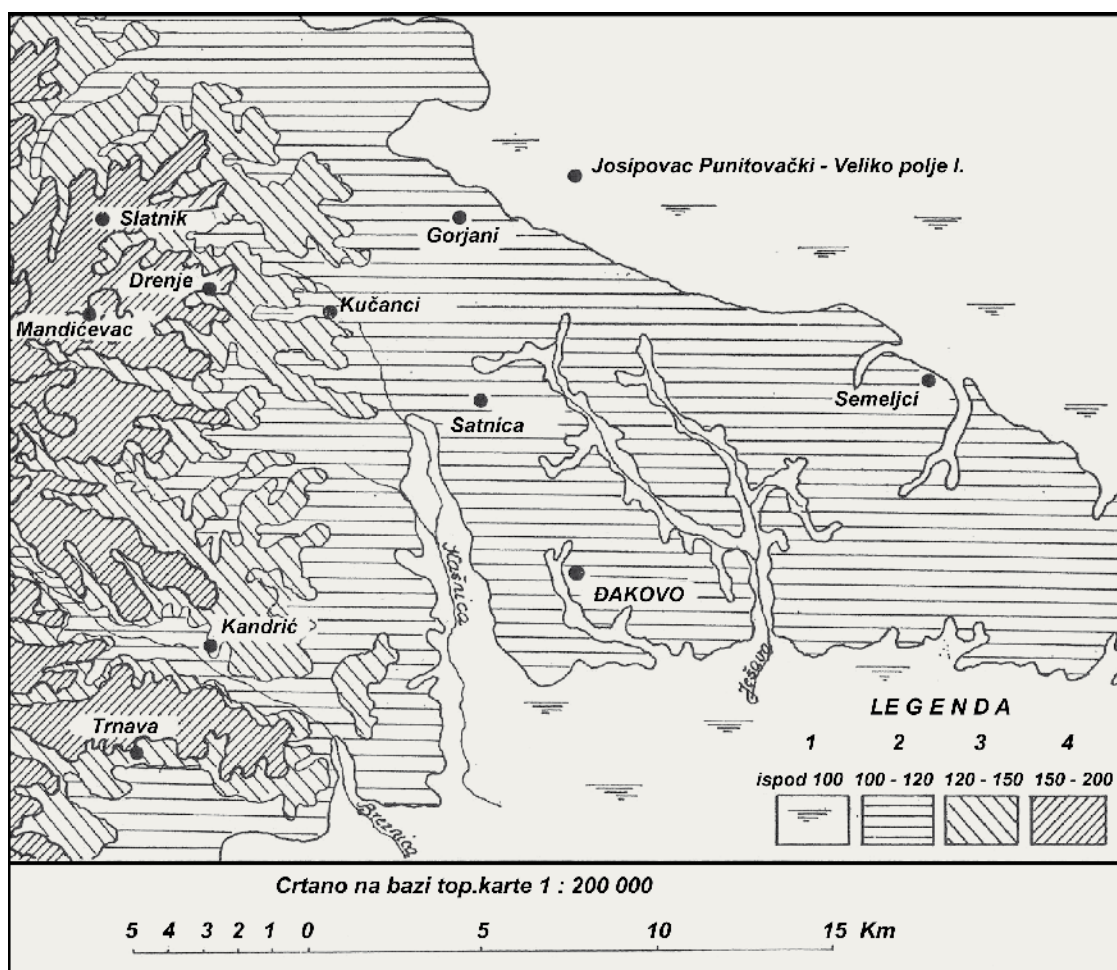 Josipovac Punitovački - Veliko polje I.
Slatnik
Gorjani
Drenje
Kučanci
Mandićevac
Semeljci
Satnica
Kašnica
ĐAKOVO
Kandrić
Jošava
Trnava
Breznica
LEGENDA
1 2 3 4
ispod 100 100 - 120 120 - 150 150 - 200
Crtano na bazi top.karte 1 : 200 000
5 4 3 2 1 0 5 10 15 Km